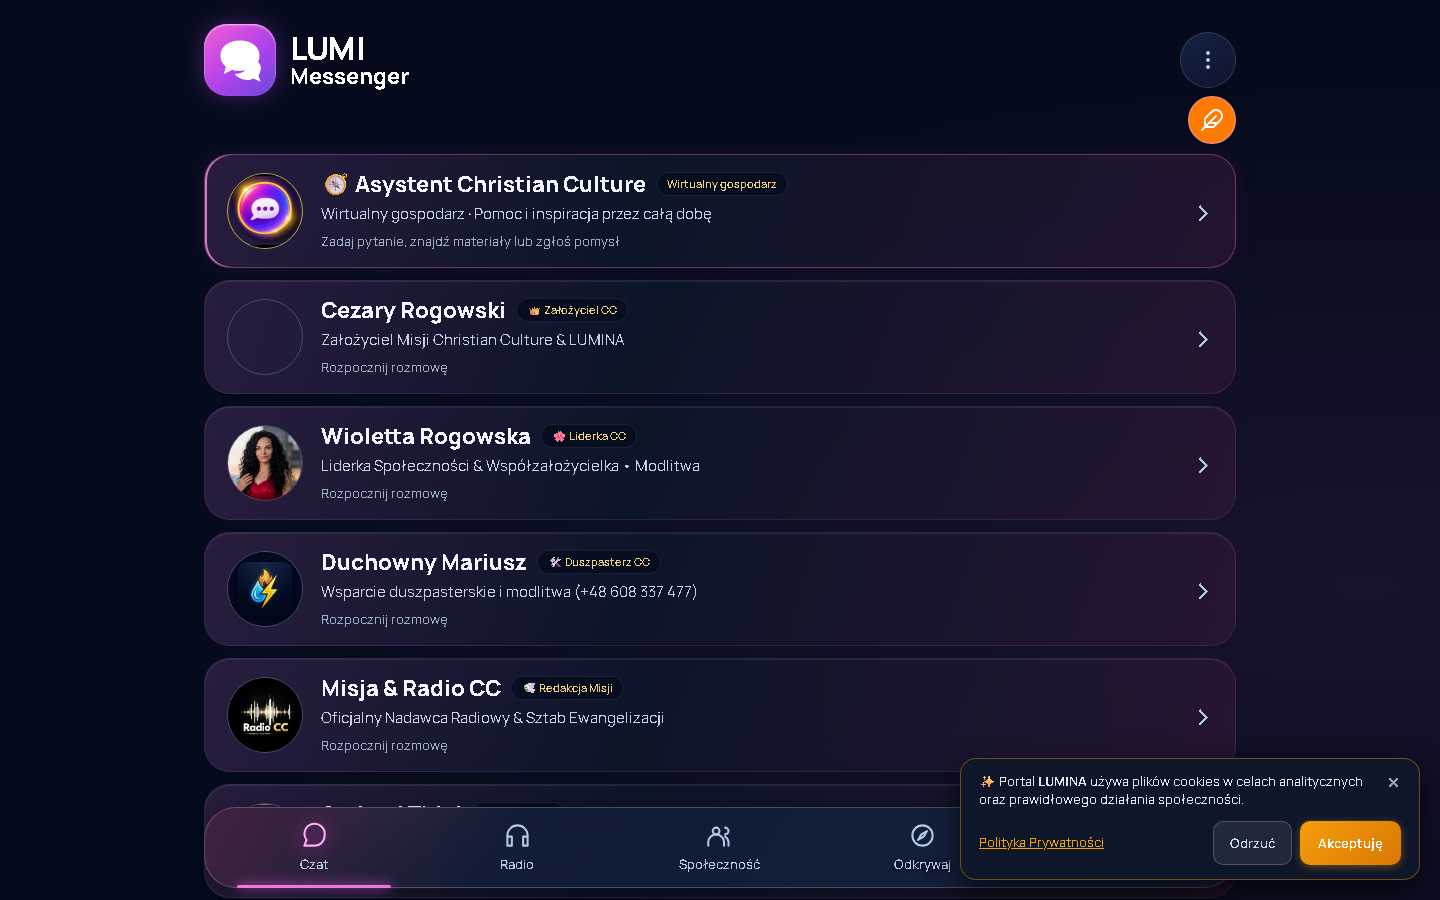 LUMI
Messenger
Asystent Christian Culture
Wirtualny gospodarz
Wirtualny gospodarz · Pomoc i inspiracja przez całą dobę
Zadaj pytanie, znajdź materiały lub zgłoś pomysł
Cezary Rogowski
Założyciel CC
Założyciel Misji Christian Culture & LUMINA
Rozpocznij rozmowę
Wioletta Rogowska
Liderka CC
Liderka Społeczności & Współzałożycielka • Modlitwa
Rozpocznij rozmowę
Duchowny Mariusz
Duszpasterz CC
Wsparcie duszpasterskie i modlitwa (+48 608 337 477)
Rozpocznij rozmowę
Misja & Radio CC
Redakcja Misji
Oficjalny Nadawca Radiowy & Sztab Ewangelizacji
Rozpocznij rozmowę
Radio CC
Czat
Radio
Społeczność
Odkrywaj
✨ Portal LUMINA używa plików cookies w celach analitycznych
oraz prawidłowego działania społeczności.
Polityka Prywatności
Odrzuć
Akceptuję